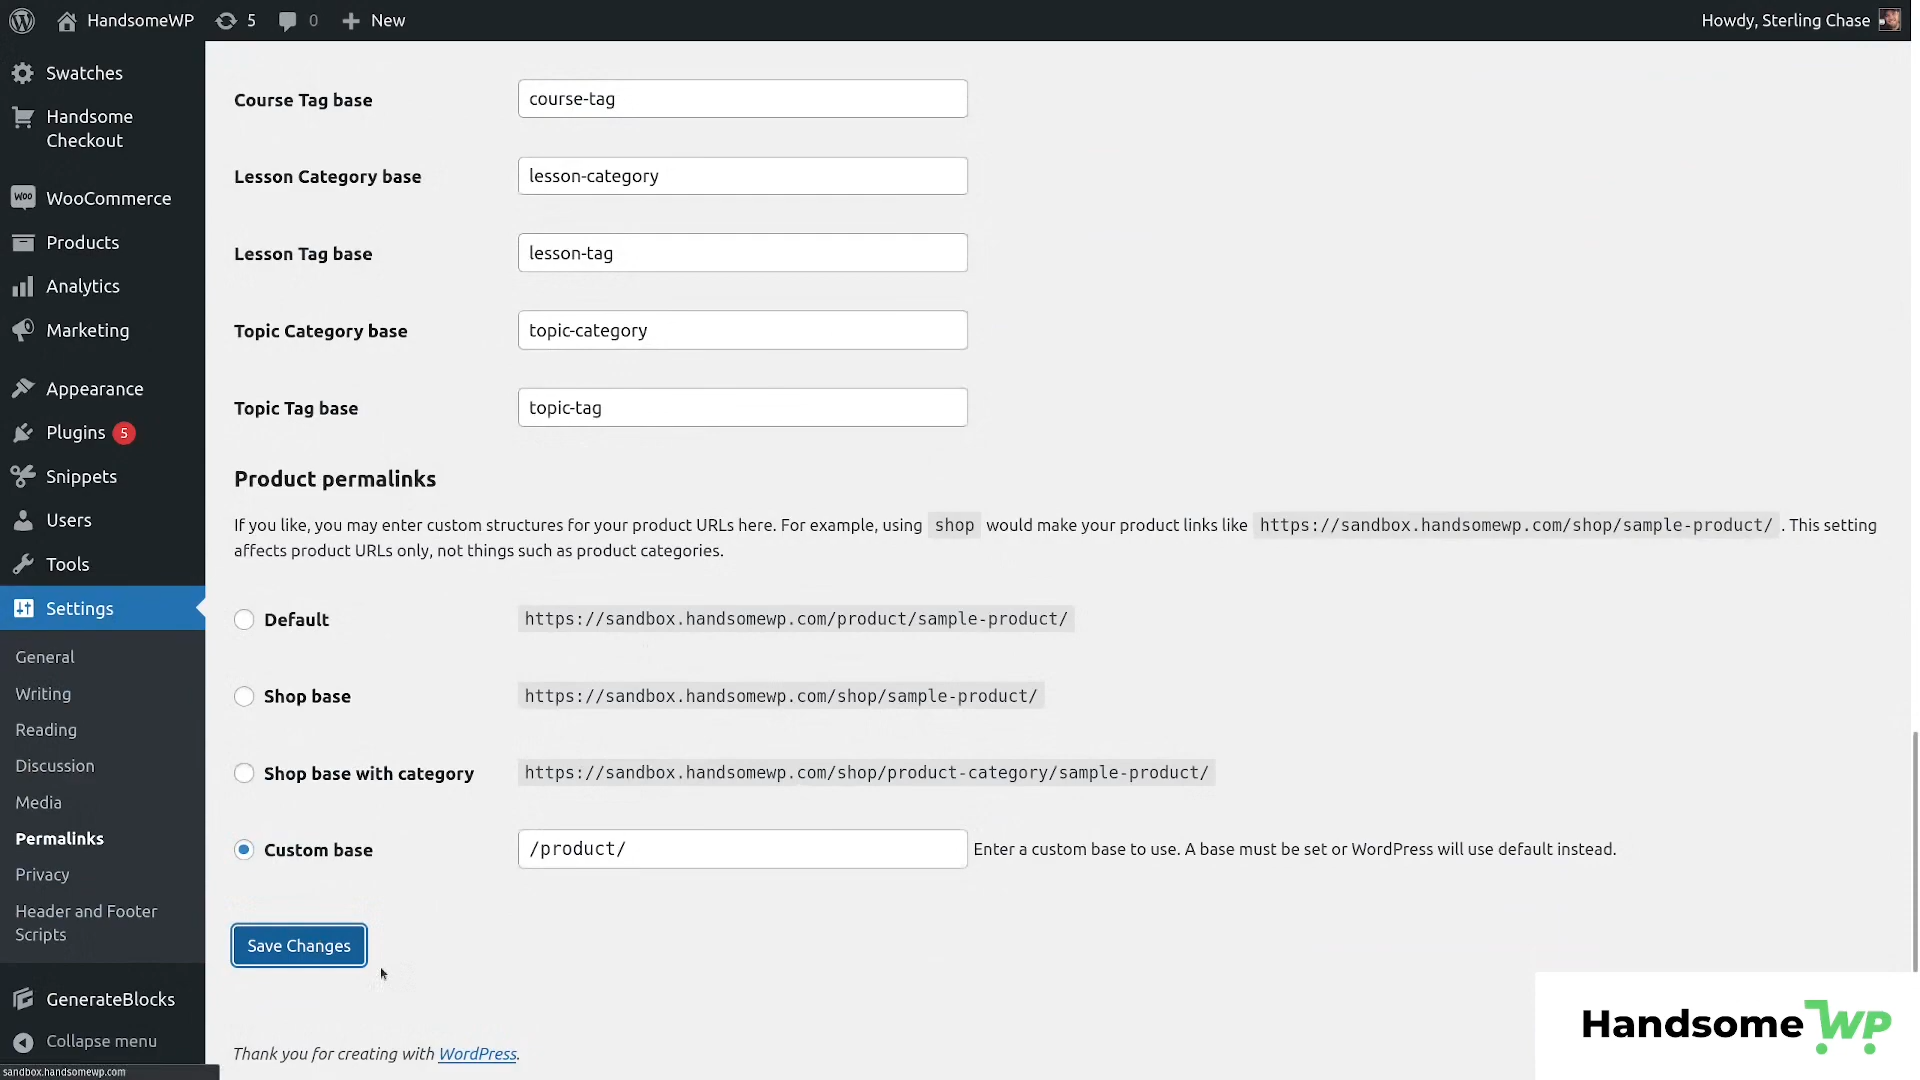 HandsomeWP 5 0 New Howdy, Sterling Chase
Swatches
Handsome
Checkout
WooCommerce
Products
Analytics
Marketing
Appearance
Plugins 5
Snippets
Users
Tools
Settings
General
Writing
Reading
Discussion
Media
Permalinks
Privacy
Header and Footer
Scripts
GenerateBlocks
Collapse menu
sandbox.handsomewp.com
Course Tag base course-tag
Lesson Category base lesson-category
Lesson Tag base lesson-tag
Topic Category base topic-category
Topic Tag base topic-tag
Product permalinks
If you like, you may enter custom structures for your product URLs here. For example, using shop would make your product links like https://sandbox.handsomewp.com/shop/sample-product/ . This setting
affects product URLs only, not things such as product categories.
Default https://sandbox.handsomewp.com/product/sample-product/
Shop base https://sandbox.handsomewp.com/shop/sample-product/
Shop base with category https://sandbox.handsomewp.com/shop/product-category/sample-product/
Custom base /product/ Enter a custom base to use. A base must be set or WordPress will use default instead.
Save Changes
Thank you for creating with WordPress.
HandsomeWP